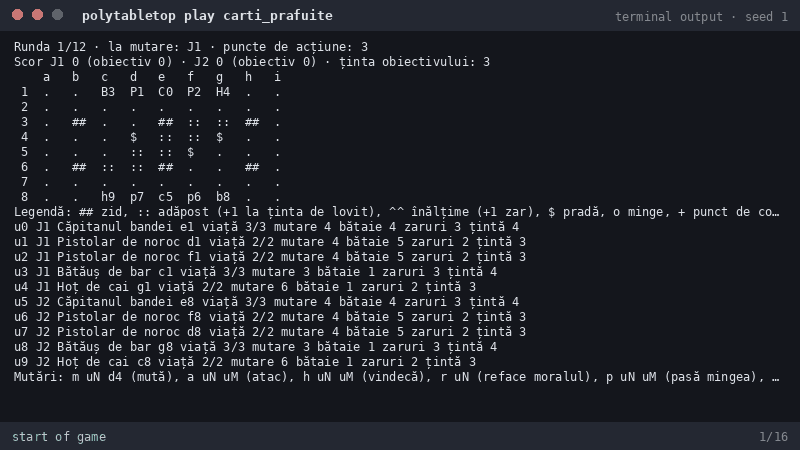 polytabletop play carti_prafuite
terminal output · seed 1
Runda 1/12 · la mutare: J1 · puncte de acțiune: 3
Scor J1 0 (obiectiv 0) · J2 0 (obiectiv 0) · ținta obiectivului: 3
a b c d e f g h i
1 . . B3 P1 C0 P2 H4 . .
2 . . . . . . . . .
3 . ## . . ## :: :: ## .
4 . . . $ :: :: $ . .
5 . . . :: :: $ . . .
6 . ## :: :: ## . . ## .
7 . . . . . . . . .
8 . . h9 p7 c5 p6 b8 . .
Legendă: ## zid, :: adăpost (+1 la ținta de lovit), ^^ înălțime (+1 zar), $ pradă, o minge, + punct de co…
u0 J1 Căpitanul bandei e1 viață 3/3 mutare 4 bătaie 4 zaruri 3 țintă 4
u1 J1 Pistolar de noroc d1 viață 2/2 mutare 4 bătaie 5 zaruri 2 țintă 3
u2 J1 Pistolar de noroc f1 viață 2/2 mutare 4 bătaie 5 zaruri 2 țintă 3
u3 J1 Bătăuș de bar c1 viață 3/3 mutare 3 bătaie 1 zaruri 3 țintă 4
u4 J1 Hoț de cai g1 viață 2/2 mutare 6 bătaie 1 zaruri 2 țintă 3
u5 J2 Căpitanul bandei e8 viață 3/3 mutare 4 bătaie 4 zaruri 3 țintă 4
u6 J2 Pistolar de noroc f8 viață 2/2 mutare 4 bătaie 5 zaruri 2 țintă 3
u7 J2 Pistolar de noroc d8 viață 2/2 mutare 4 bătaie 5 zaruri 2 țintă 3
u8 J2 Bătăuș de bar g8 viață 3/3 mutare 3 bătaie 1 zaruri 3 țintă 4
u9 J2 Hoț de cai c8 viață 2/2 mutare 6 bătaie 1 zaruri 2 țintă 3
Mutări: m uN d4 (mută), a uN uM (atac), h uN uM (vindecă), r uN (reface moralul), p uN uM (pasă mingea), …
start of game
1/16